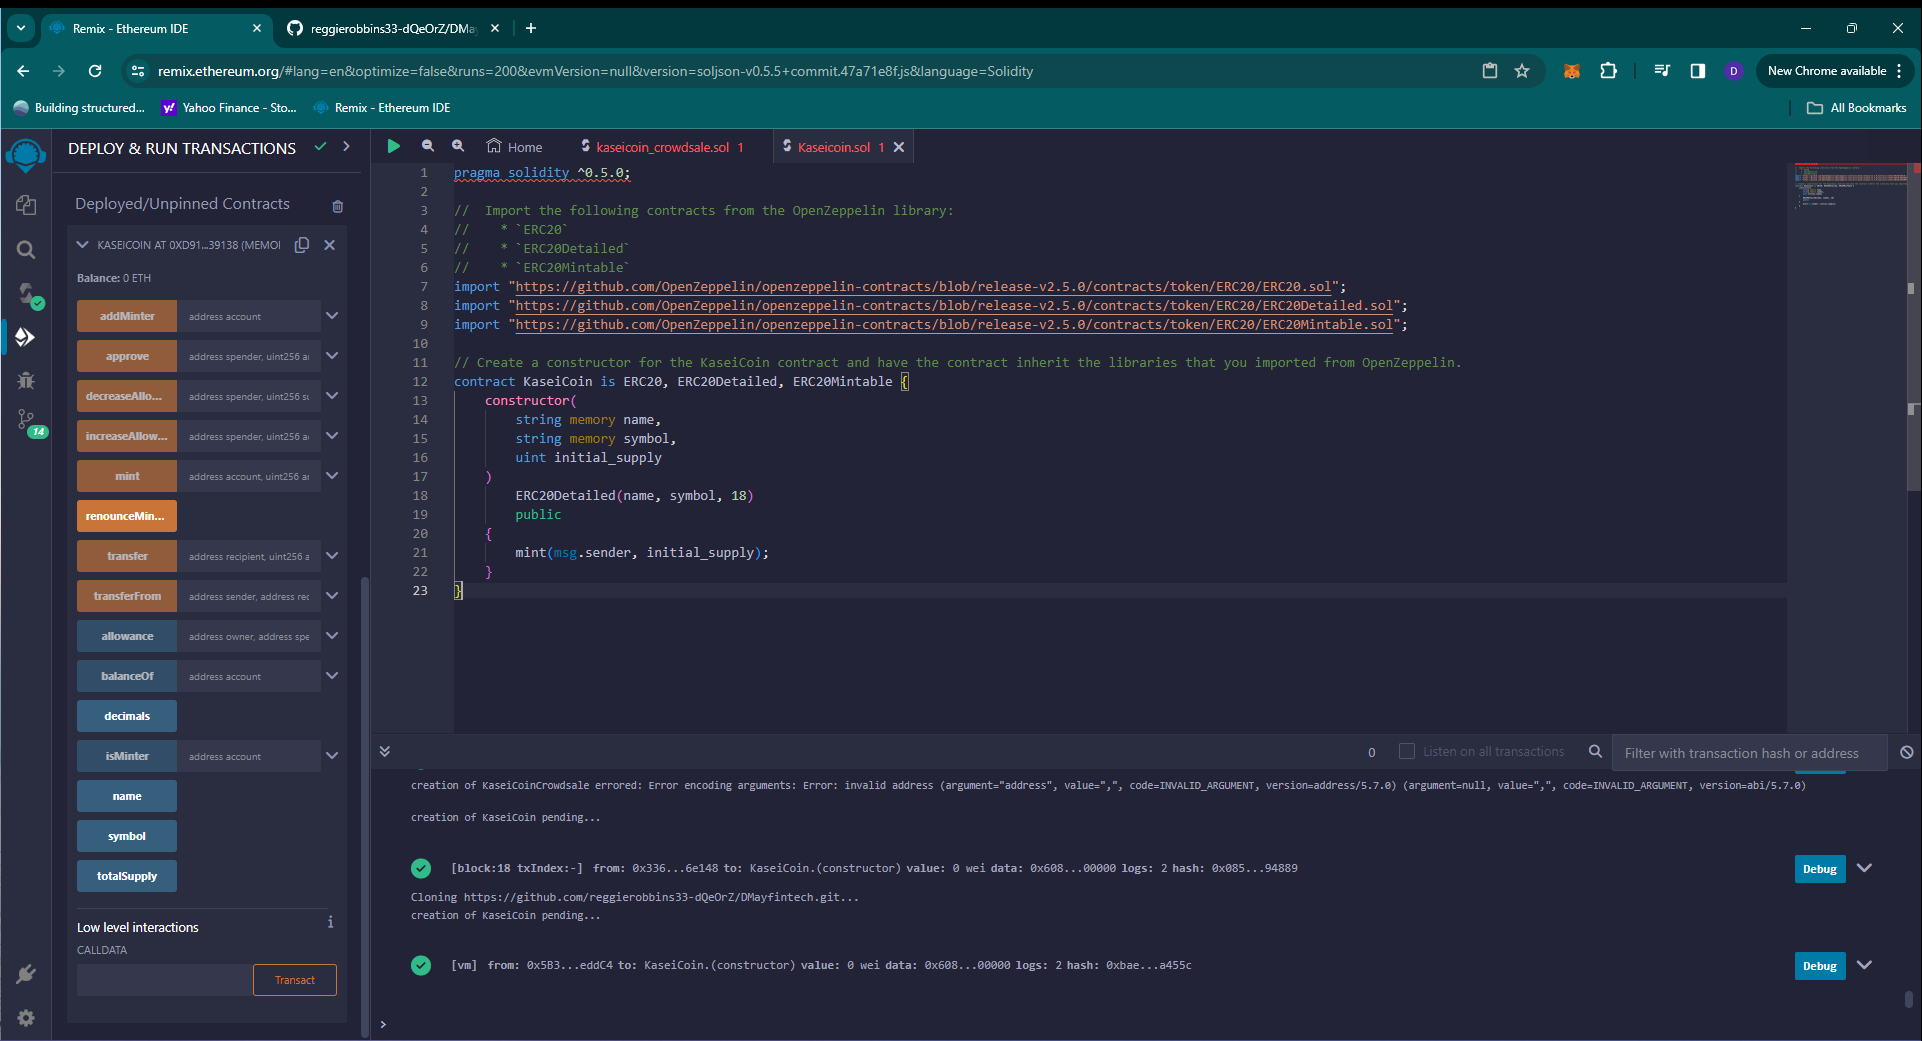 Remix - Ethereum IDE
reggierobbins33-dQeOrZ/DMay
remix.ethereum.org/#lang=en&optimize=false&runs=200&evmVersion=null&version=soljson-v0.5.5+commit.47a71e8f.js&language=Solidity
D
New Chrome available
Building structured...
y! Yahoo Finance - Sto...
Remix - Ethereum IDE
All Bookmarks
DEPLOY & RUN TRANSACTIONS
Deployed/Unpinned Contracts
KASEICOIN AT 0XD91...39138 (MEMOI
Balance: 0 ETH
addMinter address account
approve address spender, uint256 ai
decreaseAllo... address spender, uint256 su
increaseAllow... address spender, uint256 ai
mint address account, uint256 ai
renounceMin...
transfer address recipient, uint256 a
transferFrom address sender, address rec
allowance address owner, address spe
balanceOf address account
decimals
isMinter address account
name
symbol
totalSupply
Low level interactions
i
CALLDATA
Transact
14
Home
kaseicoin_crowdsale.sol 1
Kaseicoin.sol 1
1 pragma solidity ^0.5.0;
2
3 //  Import the following contracts from the OpenZeppelin library:
4 //    * `ERC20`
5 //    * `ERC20Detailed`
6 //    * `ERC20Mintable`
7 import "https://github.com/OpenZeppelin/openzeppelin-contracts/blob/release-v2.5.0/contracts/token/ERC20/ERC20.sol";
8 import "https://github.com/OpenZeppelin/openzeppelin-contracts/blob/release-v2.5.0/contracts/token/ERC20/ERC20Detailed.sol";
9 import "https://github.com/OpenZeppelin/openzeppelin-contracts/blob/release-v2.5.0/contracts/token/ERC20/ERC20Mintable.sol";
10
11 // Create a constructor for the KaseiCoin contract and have the contract inherit the libraries that you imported from OpenZeppelin.
12 contract KaseiCoin is ERC20, ERC20Detailed, ERC20Mintable {
13     constructor(
14         string memory name,
15         string memory symbol,
16         uint initial_supply
17     )
18         ERC20Detailed(name, symbol, 18)
19         public
20     {
21         mint(msg.sender, initial_supply);
22     }
23 }
0
Listen on all transactions
Filter with transaction hash or address
creation of KaseiCoinCrowdsale errored: Error encoding arguments: Error: invalid address (argument="address", value=",", code=INVALID_ARGUMENT, version=address/5.7.0) (argument=null, value=",", code=INVALID_ARGUMENT, version=abi/5.7.0)
creation of KaseiCoin pending...
[block:18 txIndex:-] from: 0x336...6e148 to: KaseiCoin.(constructor) value: 0 wei data: 0x608...00000 logs: 2 hash: 0x085...94889
Debug
Cloning https://github.com/reggierobbins33-dQeOrZ/DMayfintech.git...
creation of KaseiCoin pending...
[vm] from: 0x5B3...eddC4 to: KaseiCoin.(constructor) value: 0 wei data: 0x608...00000 logs: 2 hash: 0xbae...a455c
Debug
>